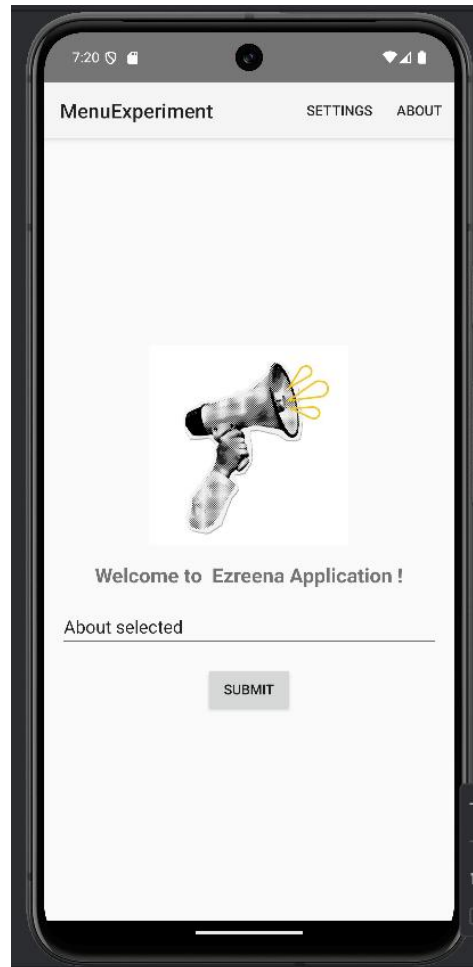 7:20
MenuExperiment SETTINGS ABOUT
Welcome to Ezreena Application !
About selected
SUBMIT